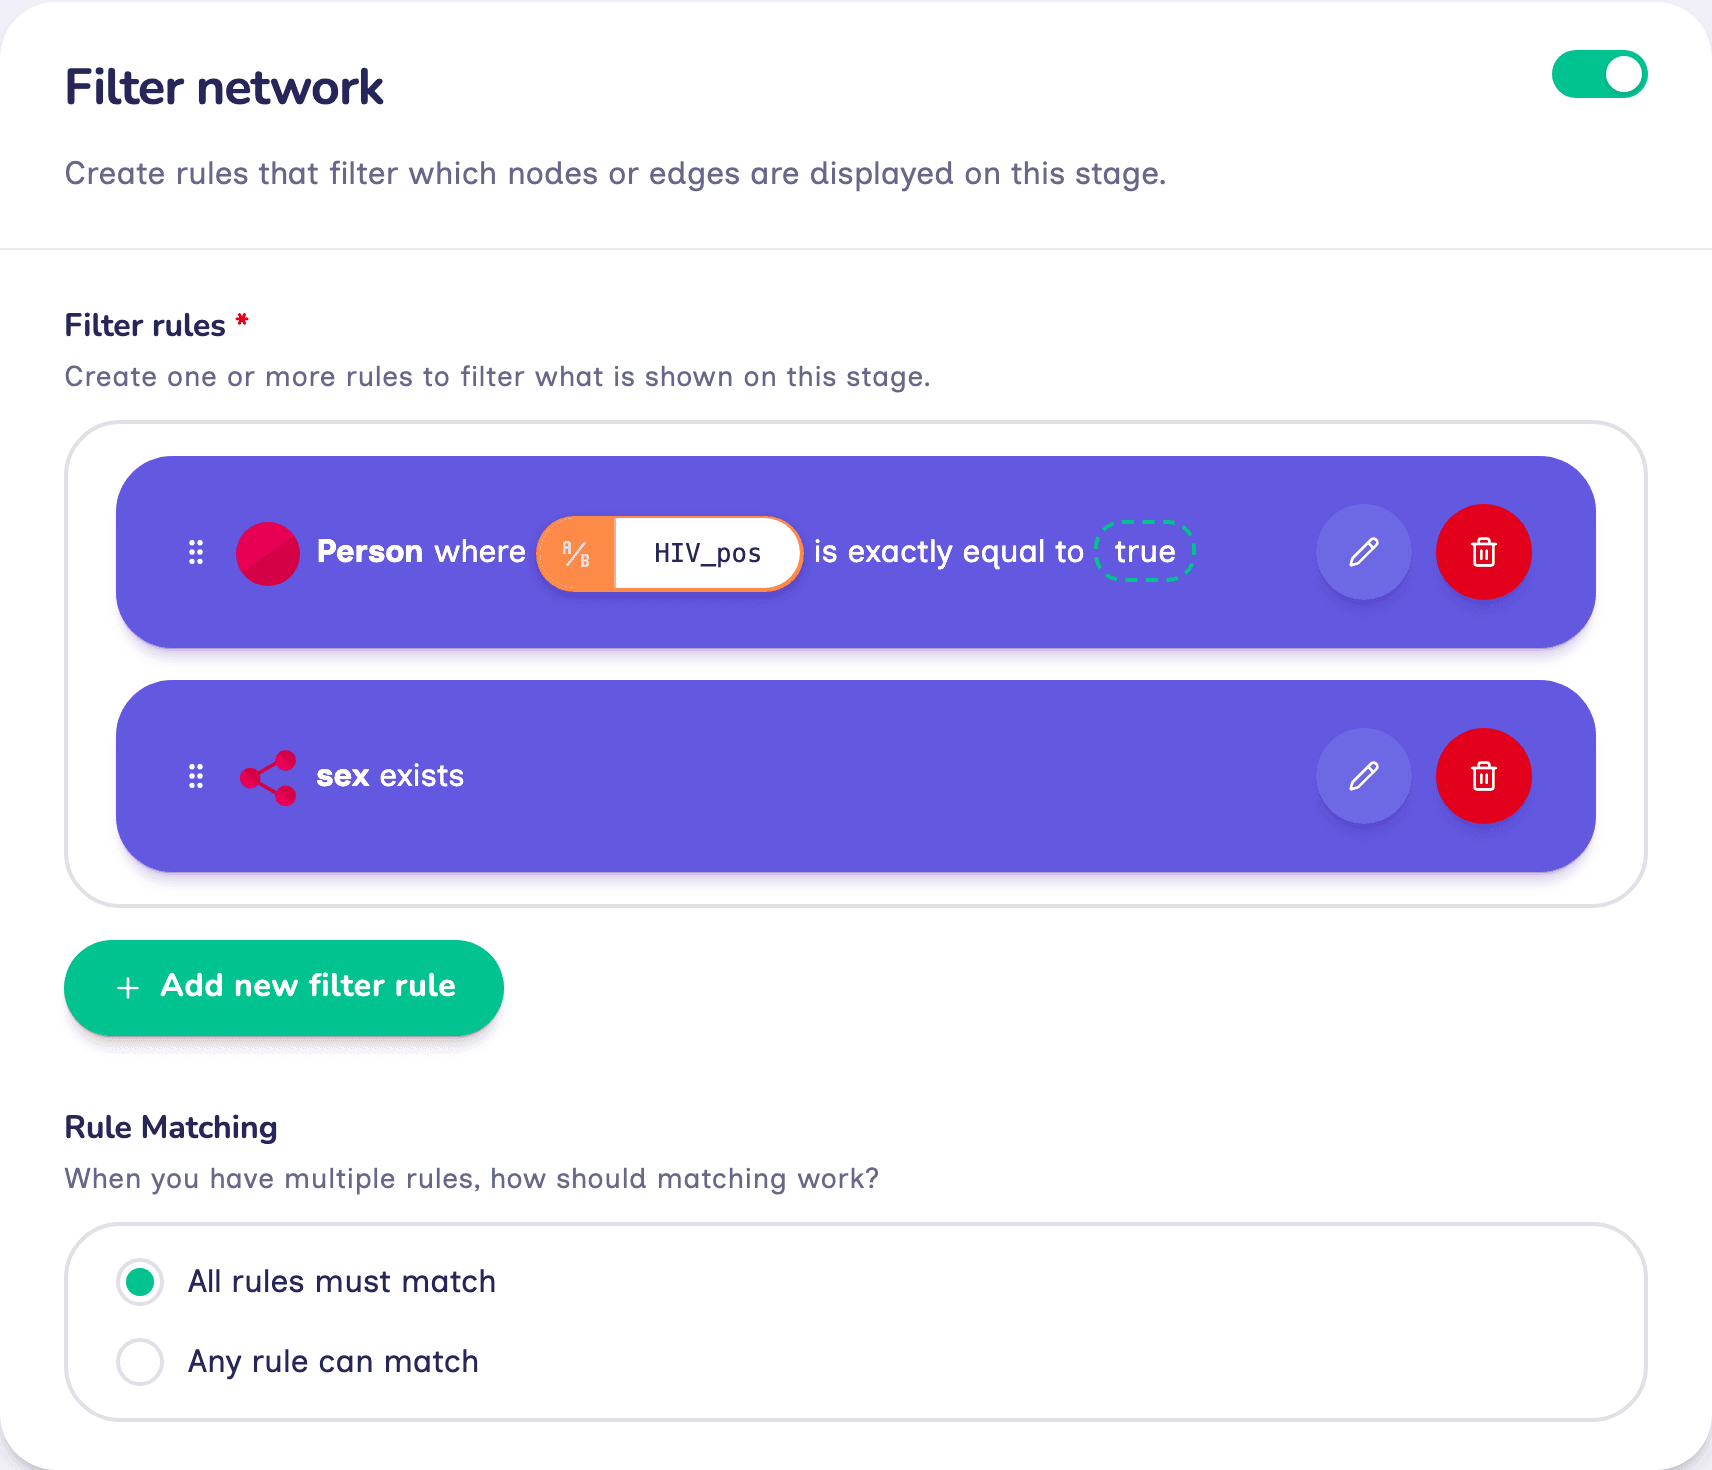 Filter network
Create rules that filter which nodes or edges are displayed on this stage.
Filter rules *
Create one or more rules to filter what is shown on this stage.
Person where A/B HIV_pos is exactly equal to true
sex exists
+ Add new filter rule
Rule Matching
When you have multiple rules, how should matching work?
All rules must match
Any rule can match